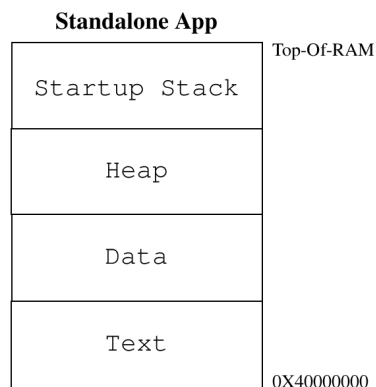 Standalone App
Top-Of-RAM
Startup Stack
Heap
Data
Text
0X40000000